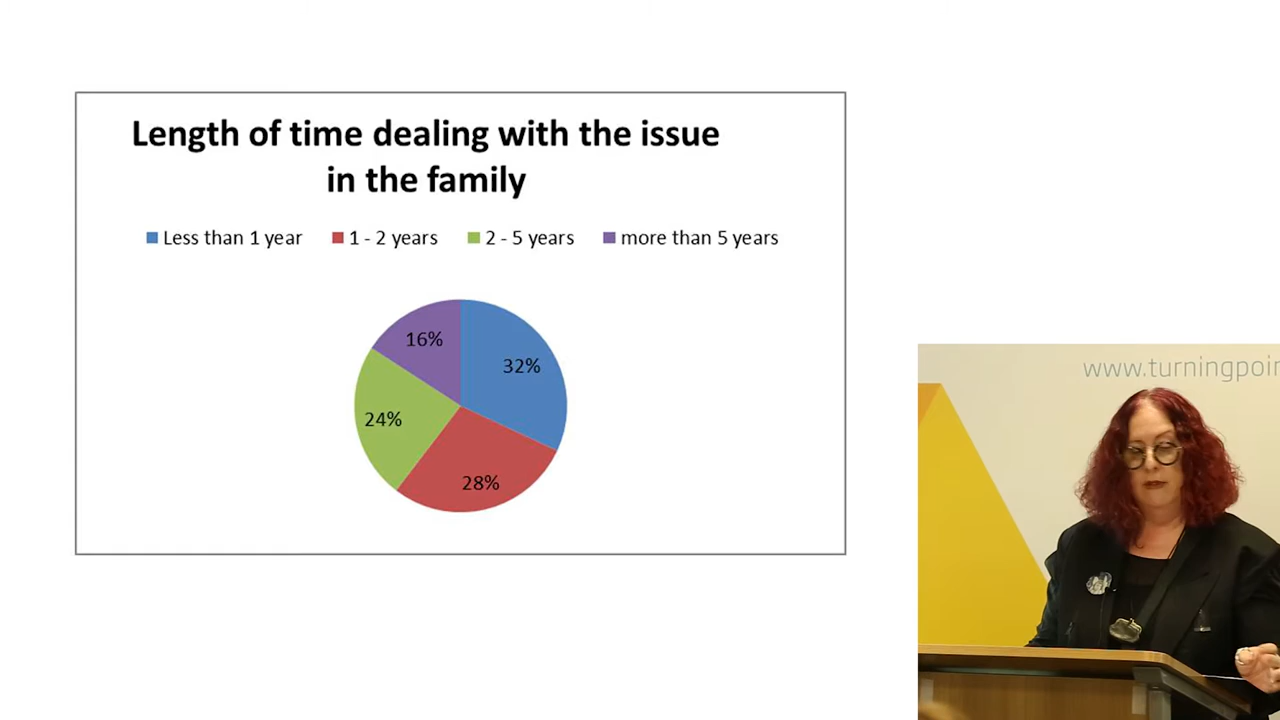 Length of time dealing with the issue
in the family
Less than 1 year 1 - 2 years 2 - 5 years more than 5 years
16%
32%
24%
28%
www.turningpoin